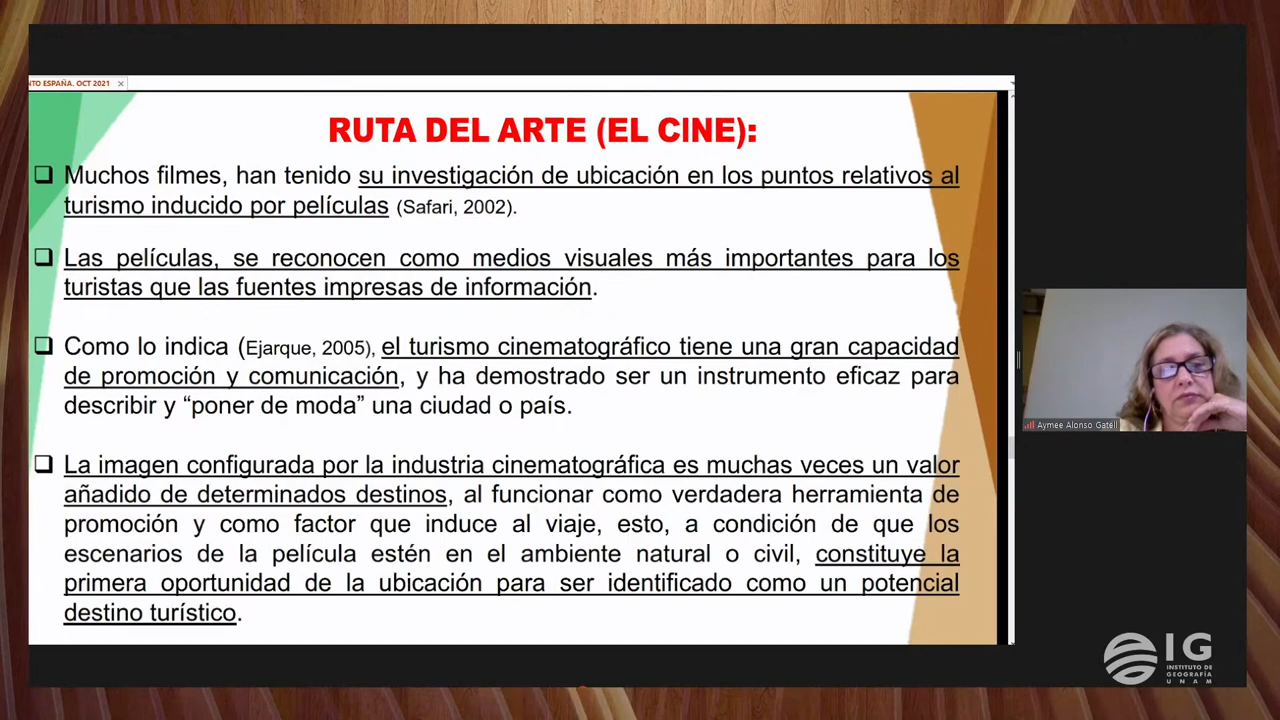 NTO ESPAÑA. OCT 2021
RUTA DEL ARTE (EL CINE):
Muchos filmes, han tenido su investigación de ubicación en los puntos relativos al
turismo inducido por películas (Safari, 2002).
Las películas, se reconocen como medios visuales más importantes para los
turistas que las fuentes impresas de información.
Como lo indica (Ejarque, 2005), el turismo cinematográfico tiene una gran capacidad
de promoción y comunicación, y ha demostrado ser un instrumento eficaz para
describir y “poner de moda” una ciudad o país.
La imagen configurada por la industria cinematográfica es muchas veces un valor
añadido de determinados destinos, al funcionar como verdadera herramienta de
promoción y como factor que induce al viaje, esto, a condición de que los
escenarios de la película estén en el ambiente natural o civil, constituye la
primera oportunidad de la ubicación para ser identificado como un potencial
destino turístico.
Aymee Alonso Gatell
IG
INSTITUTO DE
GEOGRAFÍA
UNAM